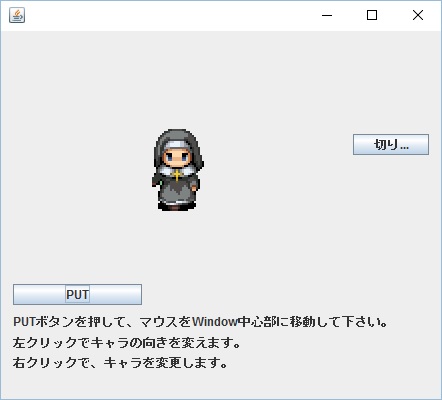 切り...
PUT
PUTボタンを押して、マウスをWindow中心部に移動して下さい。
左クリックでキャラの向きを変えます。
右クリックで、キャラを変更します。